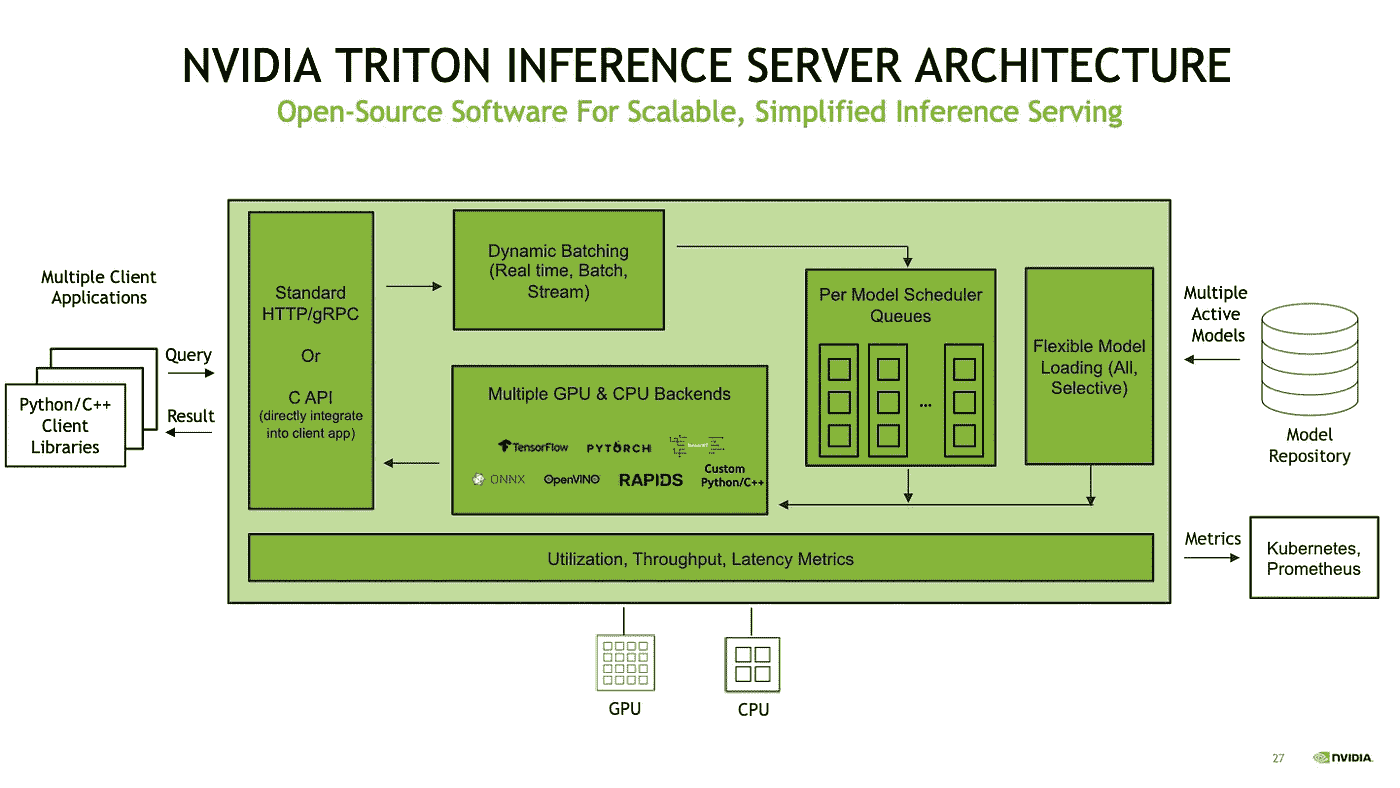 NVIDIA TRITON INFERENCE SERVER ARCHITECTURE
Open-Source Software For Scalable, Simplified Inference Serving
Multiple Client
Applications
Python/C++
Client
Libraries
Query
Result
Standard
HTTP/gRPC
Or
C API
(directly integrate
into client app)
Dynamic Batching
(Real time, Batch,
Stream)
Multiple GPU & CPU Backends
TensorFlow
PYTORCH
TensorRT
ONNX
OpenVINO
RAPIDS
Custom
Python/C++
Per Model Scheduler
Queues
...
Flexible Model
Loading (All,
Selective)
Multiple
Active
Models
Model
Repository
Utilization, Throughput, Latency Metrics
Metrics
Kubernetes,
Prometheus
GPU
CPU
27
NVIDIA.